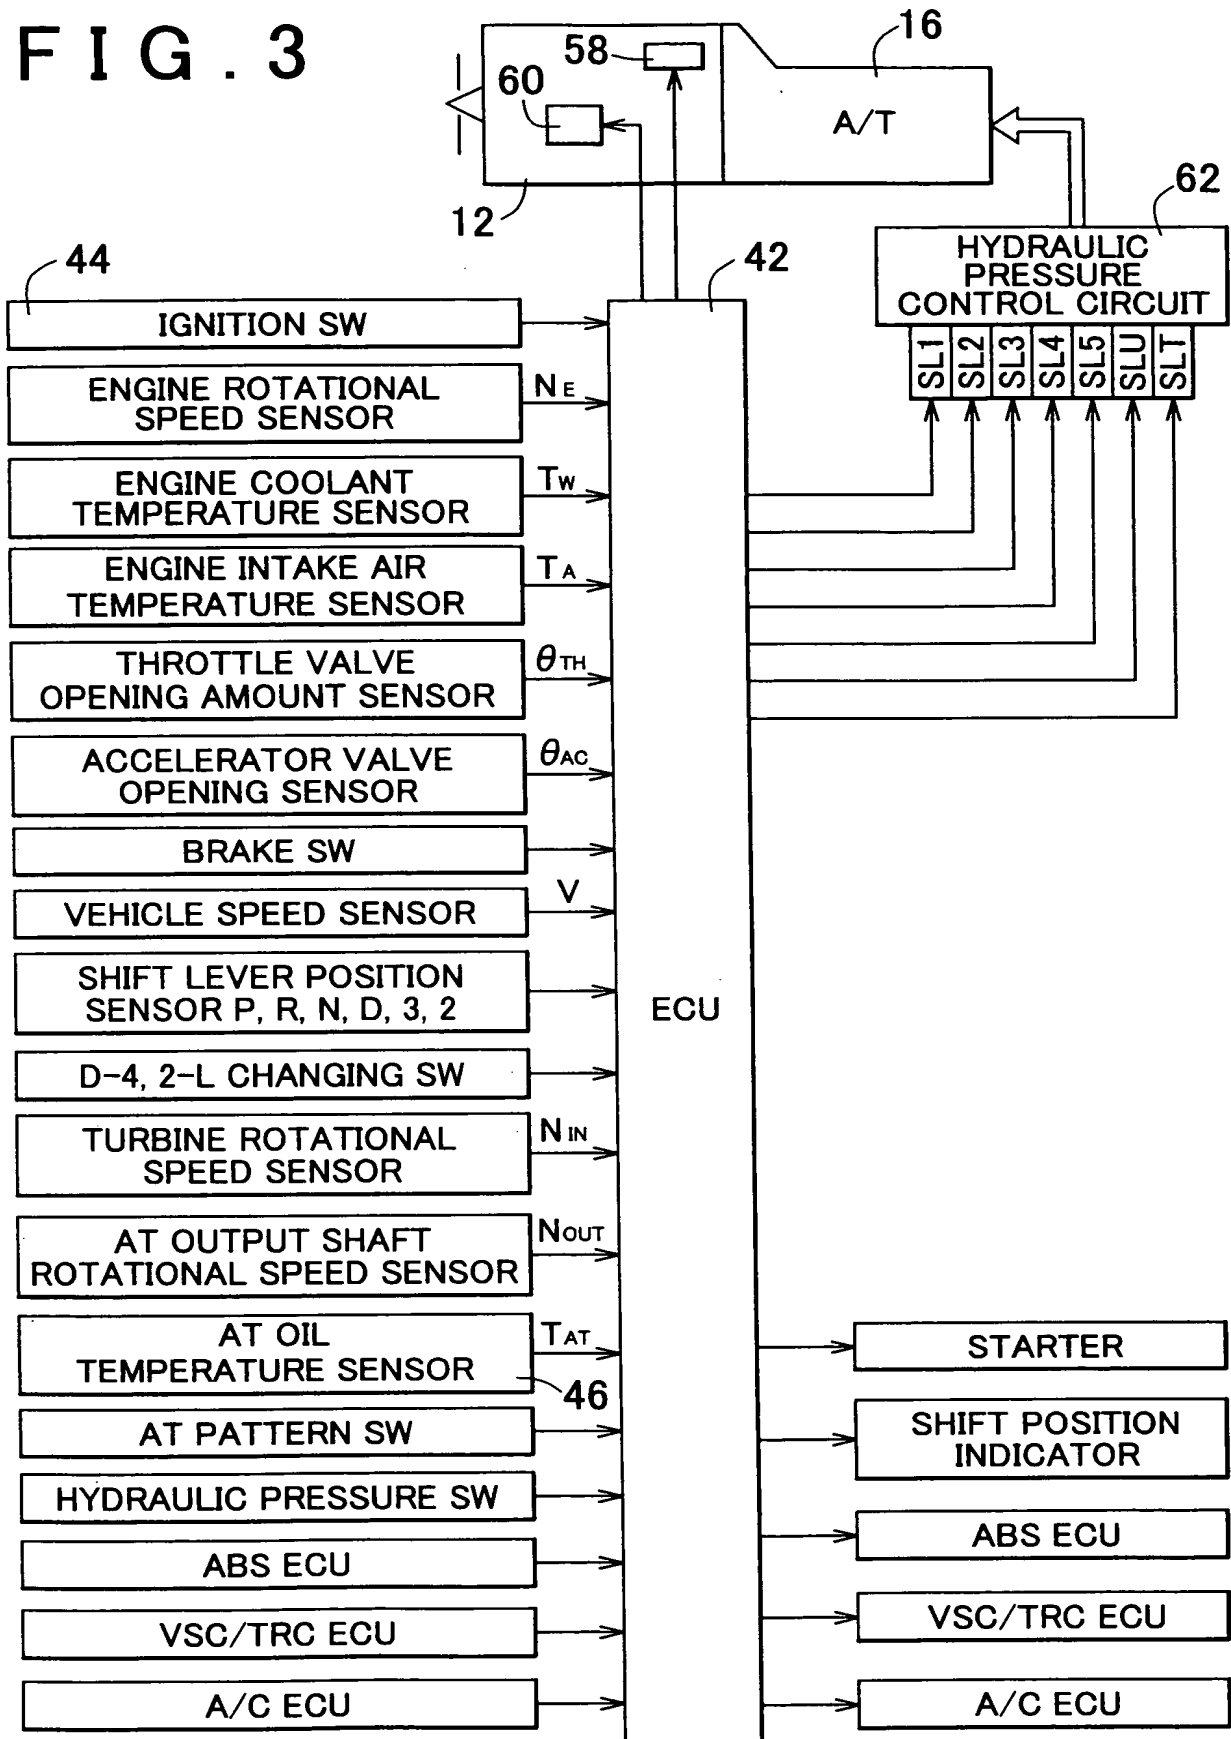 FIG.3
16
58
60
A/T
12
62
HYDRAULIC
PRESSURE
CONTROL CIRCUIT
SL1
SL2
SL3
SL4
SL5
SLU
SLT
44
42
IGNITION SW
ENGINE ROTATIONAL
SPEED SENSOR
NE
ENGINE COOLANT
TEMPERATURE SENSOR
TW
ENGINE INTAKE AIR
TEMPERATURE SENSOR
TA
THROTTLE VALVE
OPENING AMOUNT SENSOR
θTH
ACCELERATOR VALVE
OPENING SENSOR
θAC
BRAKE SW
VEHICLE SPEED SENSOR
V
SHIFT LEVER POSITION
SENSOR P, R, N, D, 3, 2
ECU
D-4, 2-L CHANGING SW
TURBINE ROTATIONAL
SPEED SENSOR
NIN
AT OUTPUT SHAFT
ROTATIONAL SPEED SENSOR
NOUT
AT OIL
TEMPERATURE SENSOR
TAT
46
AT PATTERN SW
HYDRAULIC PRESSURE SW
ABS ECU
VSC/TRC ECU
A/C ECU
STARTER
SHIFT POSITION
INDICATOR
ABS ECU
VSC/TRC ECU
A/C ECU